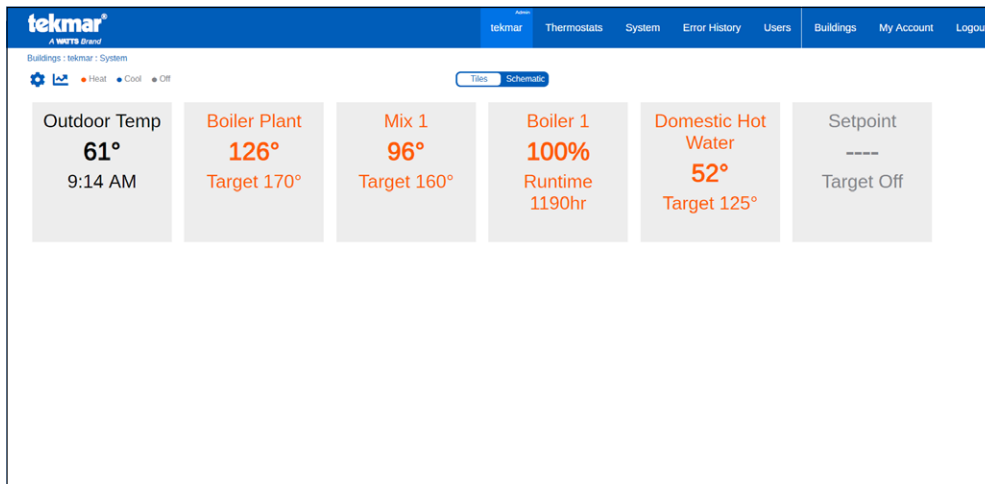 tekmar®
A WATTS Brand
Admin
tekmar Thermostats System Error History Users Buildings My Account Logou
Buildings : tekmar : System
Heat Cool Off
Tiles Schematic
Outdoor Temp
61°
9:14 AM
Boiler Plant
126°
Target 170°
Mix 1
96°
Target 160°
Boiler 1
100%
Runtime
1190hr
Domestic Hot
Water
52°
Target 125°
Setpoint
----
Target Off